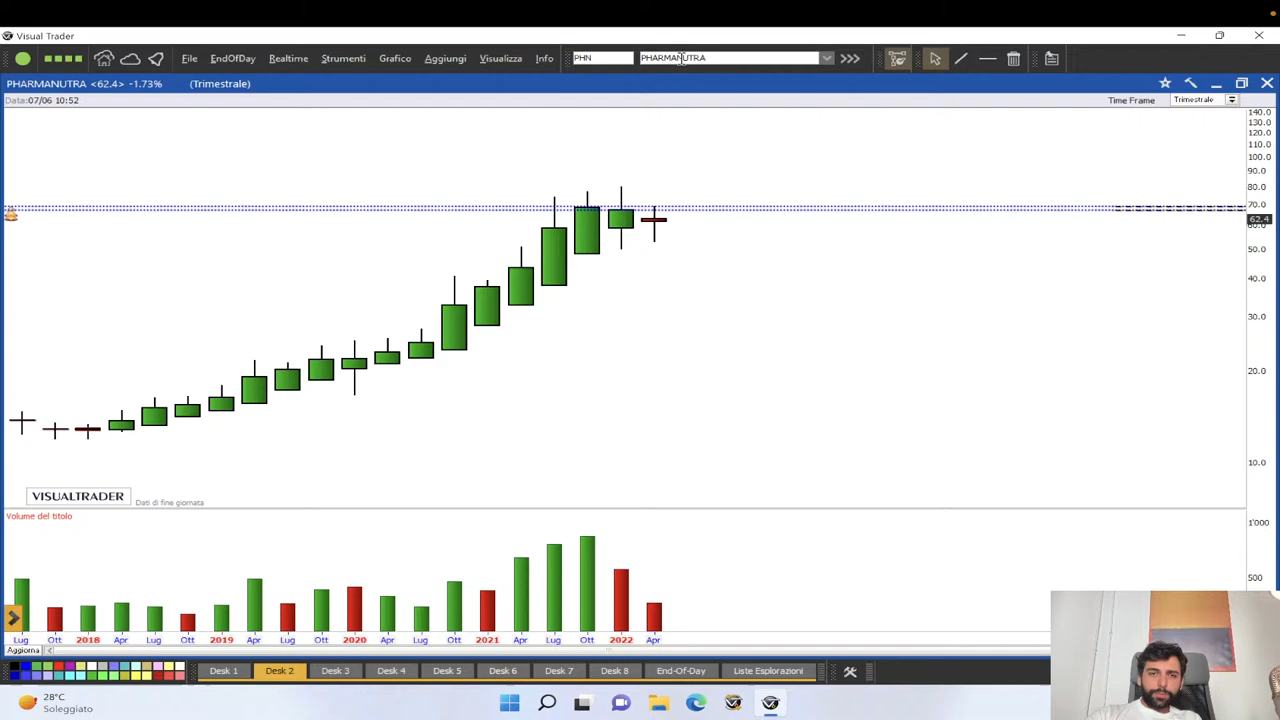 Visual Trader
File EndOfDay Realtime Strumenti Grafico Aggiungi Visualizza Info PHN PHARMANUTRA
PHARMANUTRA <62.4> -1.73% (Trimestrale)
Data:07/06 10:52 Time Frame Trimestrale
140.0
130.0
120.0
110.0
100.0
90.0
80.0
70.0
62.4
60.0
50.0
40.0
30.0
20.0
10.0
VISUALTRADER Dati di fine giornata
Volume del titolo
1'000
500
Lug Ott 2018 Apr Lug Ott 2019 Apr Lug Ott 2020 Apr Lug Ott 2021 Apr Lug Ott 2022 Apr
Aggiorna
Desk 1 Desk 2 Desk 3 Desk 4 Desk 5 Desk 6 Desk 7 Desk 8 End-Of-Day Liste Esplorazioni
28°C
Soleggiato